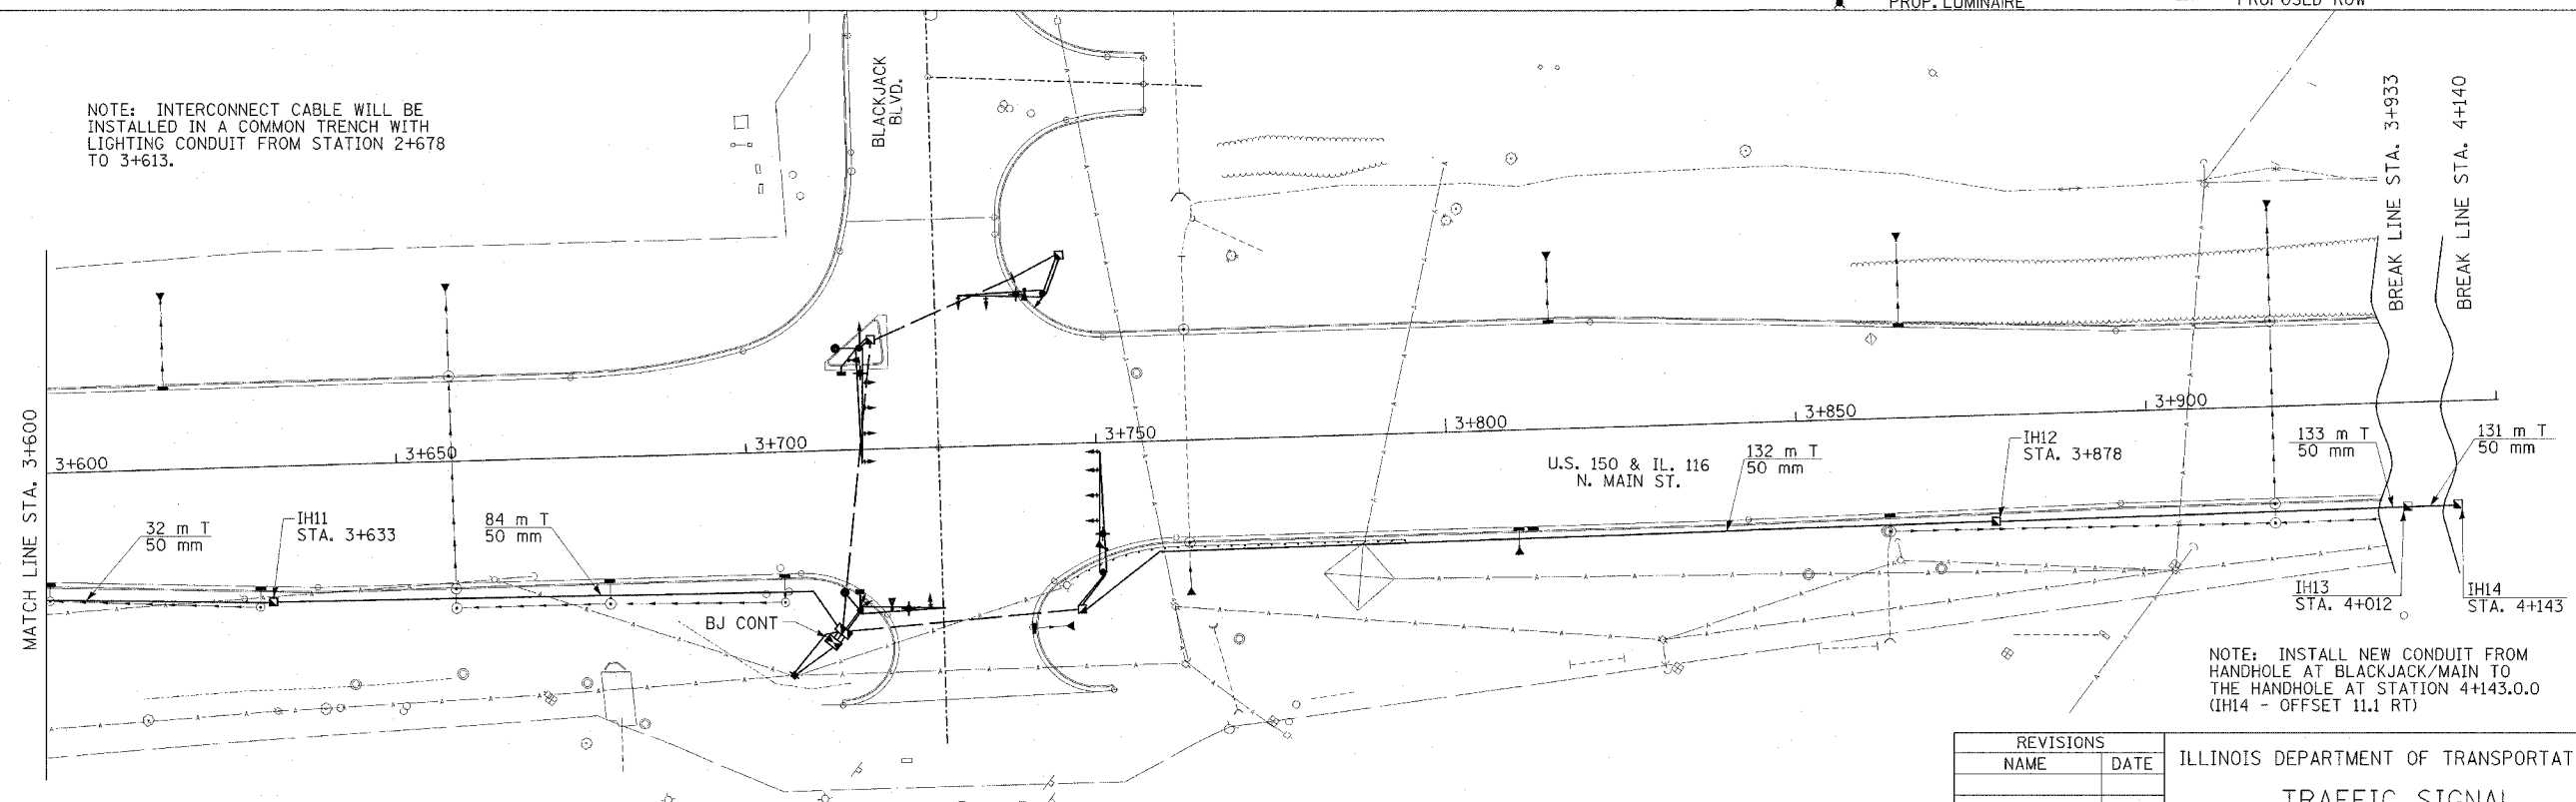 PROP. LUMINAIRE
PROPOSED ROW
NOTE: INTERCONNECT CABLE WILL BE
INSTALLED IN A COMMON TRENCH WITH
LIGHTING CONDUIT FROM STATION 2+678
TO 3+613.
BLACKJACK
BLVD.
BREAK LINE STA. 3+933
BREAK LINE STA. 4+140
MATCH LINE STA. 3+600
3+600
3+650
3+700
3+750
3+800
3+850
3+900
32 m T
50 mm
IH11
STA. 3+633
84 m T
50 mm
BJ CONT
U.S. 150 & IL. 116
N. MAIN ST.
132 m T
50 mm
IH12
STA. 3+878
133 m T
50 mm
131 m T
50 mm
IH13
STA. 4+012
IH14
STA. 4+143
NOTE: INSTALL NEW CONDUIT FROM
HANDHOLE AT BLACKJACK/MAIN TO
THE HANDHOLE AT STATION 4+143.0.0
(IH14 - OFFSET 11.1 RT)
REVISIONS
NAME DATE
ILLINOIS DEPARTMENT OF TRANSPORTAT
TRAFFIC SIGNAL